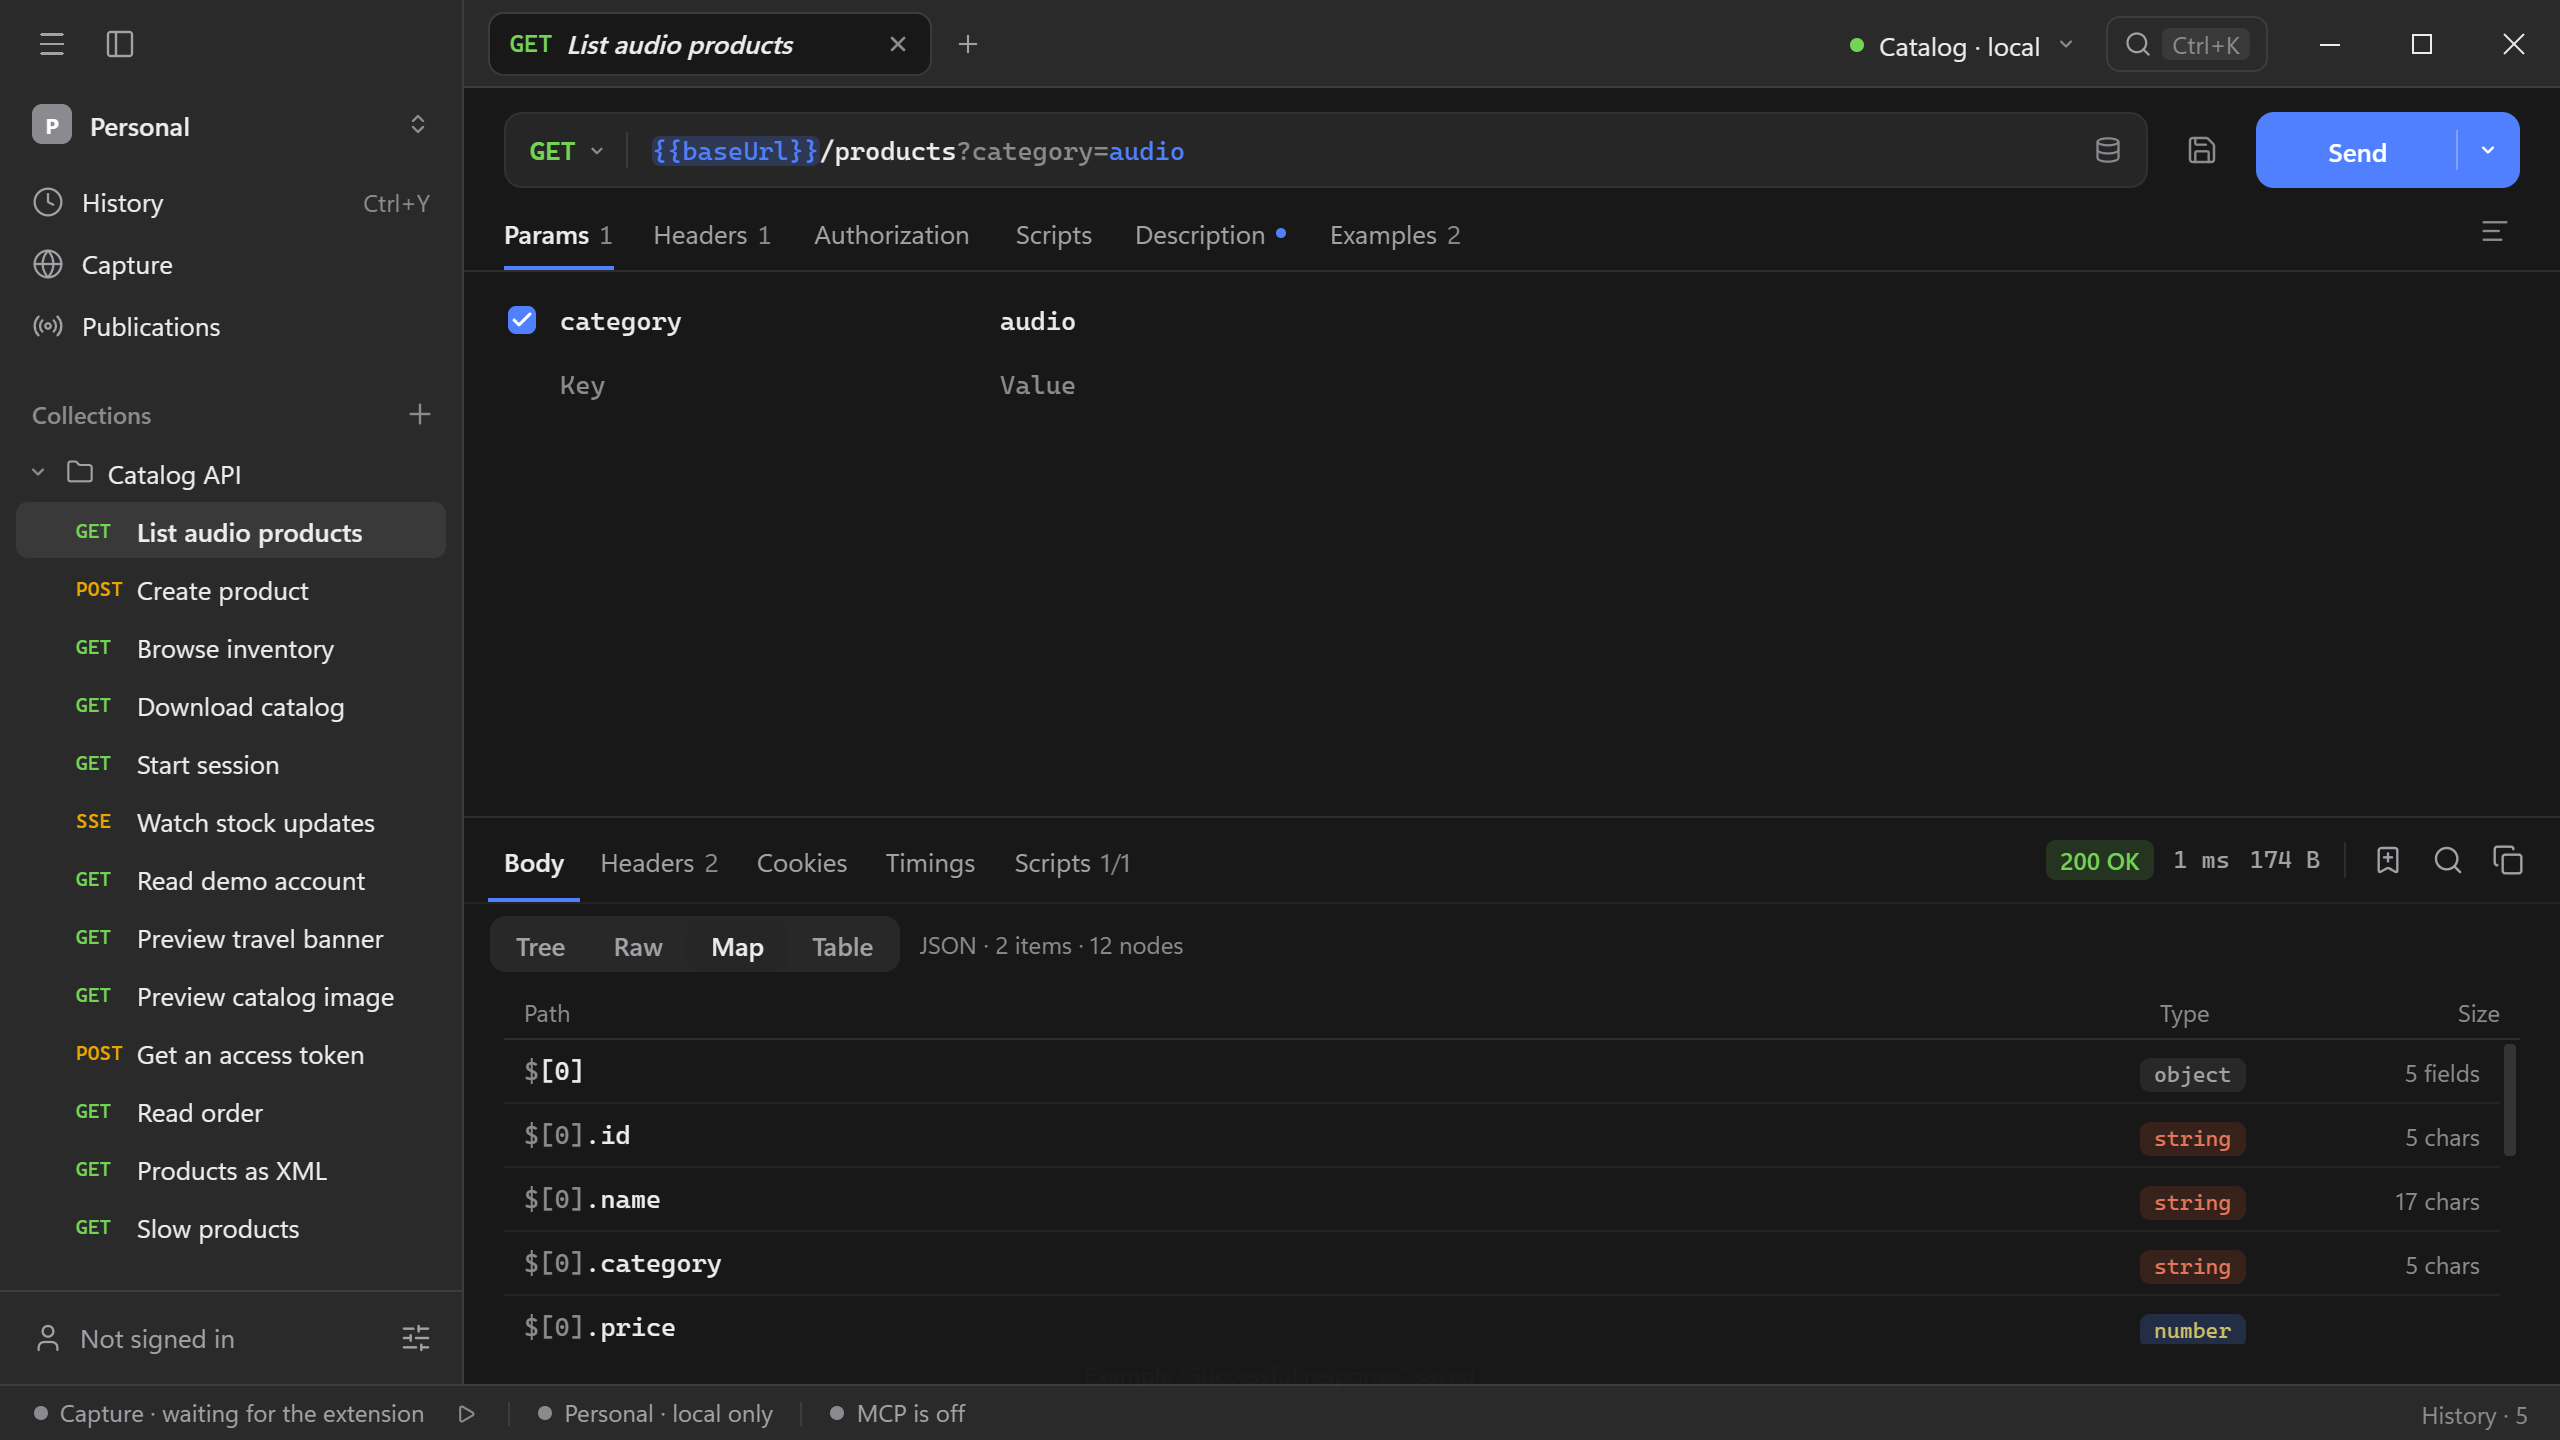 GET List audio products
Catalog · local
Ctrl+K
P Personal
History Ctrl+Y
Capture
Publications
Collections
Catalog API
GET List audio products
POST Create product
GET Browse inventory
GET Download catalog
GET Start session
SSE Watch stock updates
GET Read demo account
GET Preview travel banner
GET Preview catalog image
POST Get an access token
GET Read order
GET Products as XML
GET Slow products
Not signed in
GET {{baseUrl}}/products?category=audio
Send
Params 1 Headers 1 Authorization Scripts Description Examples 2
category audio
Key Value
Body Headers 2 Cookies Timings Scripts 1/1
200 OK 1 ms 174 B
Tree Raw Map Table JSON · 2 items · 12 nodes
Path Type Size
$[0] object 5 fields
$[0].id string 5 chars
$[0].name string 17 chars
$[0].category string 5 chars
$[0].price number
Example "Successful response" saved
Capture · waiting for the extension Personal · local only MCP is off History · 5